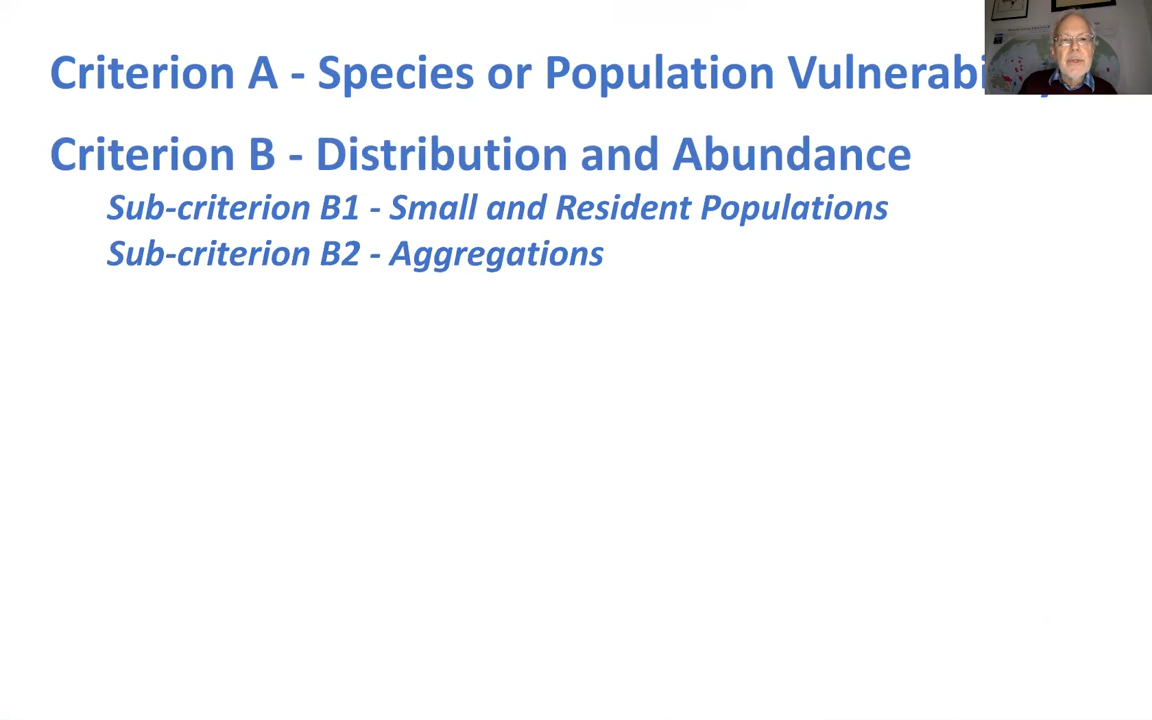 Criterion A - Species or Population
Criterion B - Distribution and Abundance
Sub-criterion B1 - Small and Resident Populations
Sub-criterion B2 - Aggregations